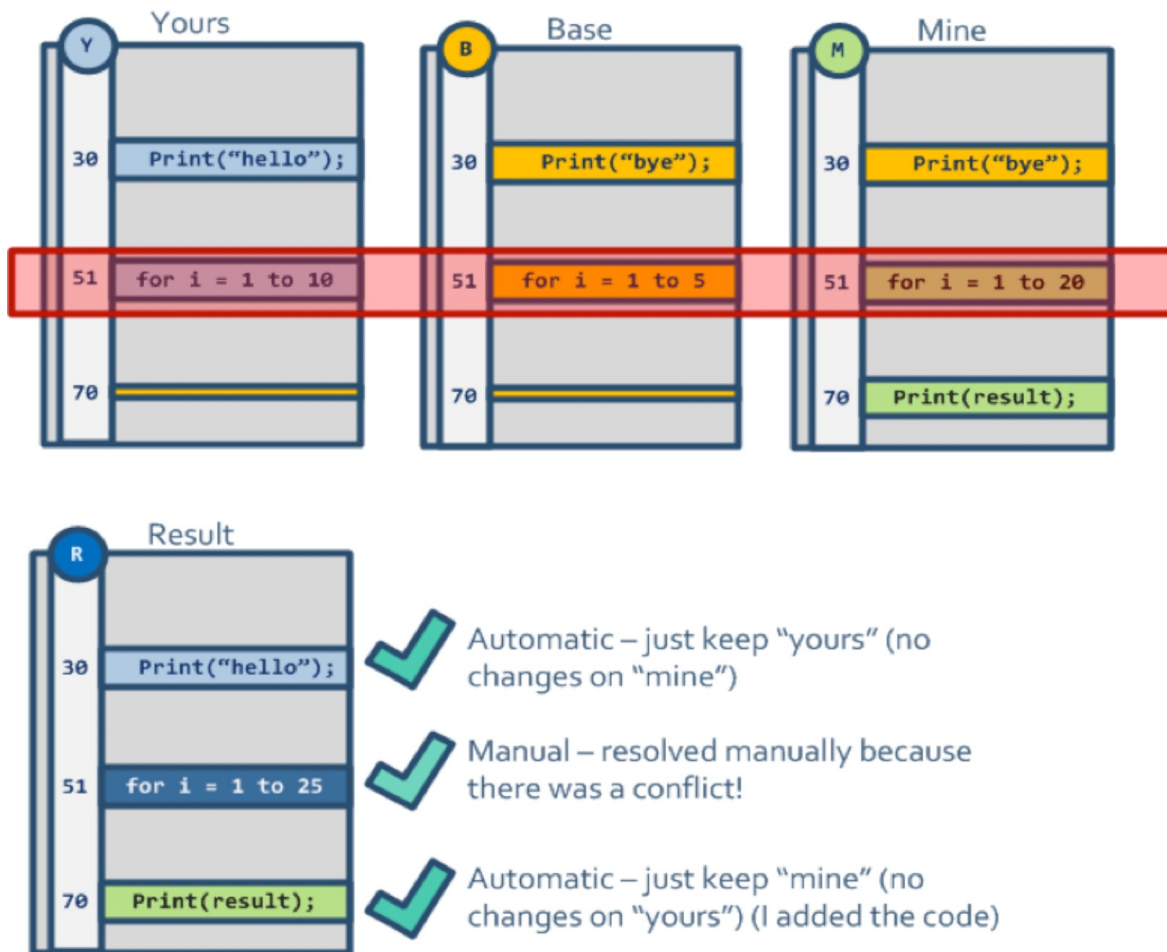 Yours
Base
Mine
Y
B
M
30 Print(“hello”);
30 Print(“bye”);
30 Print(“bye”);
51 for i = 1 to 10
51 for i = 1 to 5
51 for i = 1 to 20
70
70
70 Print(result);
Result
R
30 Print(“hello”);
Automatic – just keep “yours” (no
changes on “mine”)
51 for i = 1 to 25
Manual – resolved manually because
there was a conflict!
70 Print(result);
Automatic – just keep “mine” (no
changes on “yours”) (I added the code)